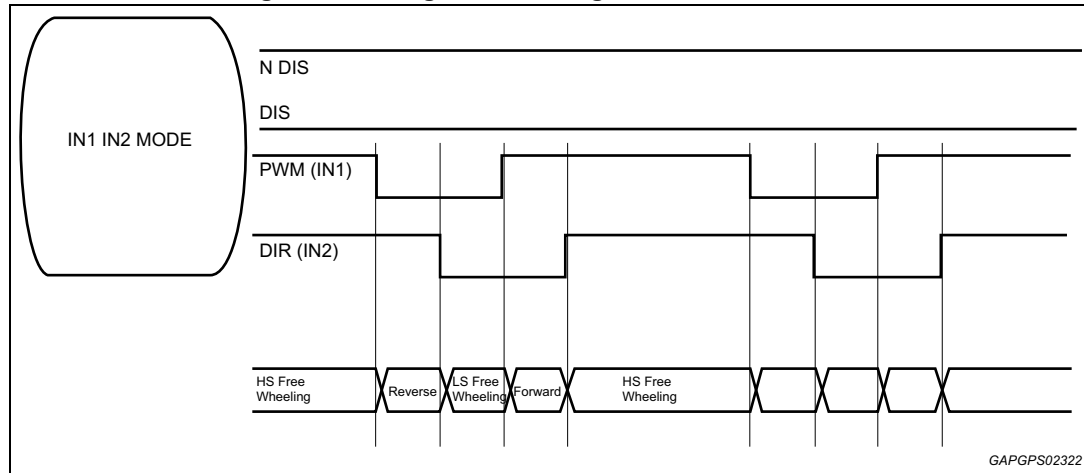 N DIS
DIS
IN1 IN2 MODE
PWM (IN1)
DIR (IN2)
HS Free
Wheeling
Reverse
LS Free
Wheeling
Forward
HS Free
Wheeling
GAPGPS02322